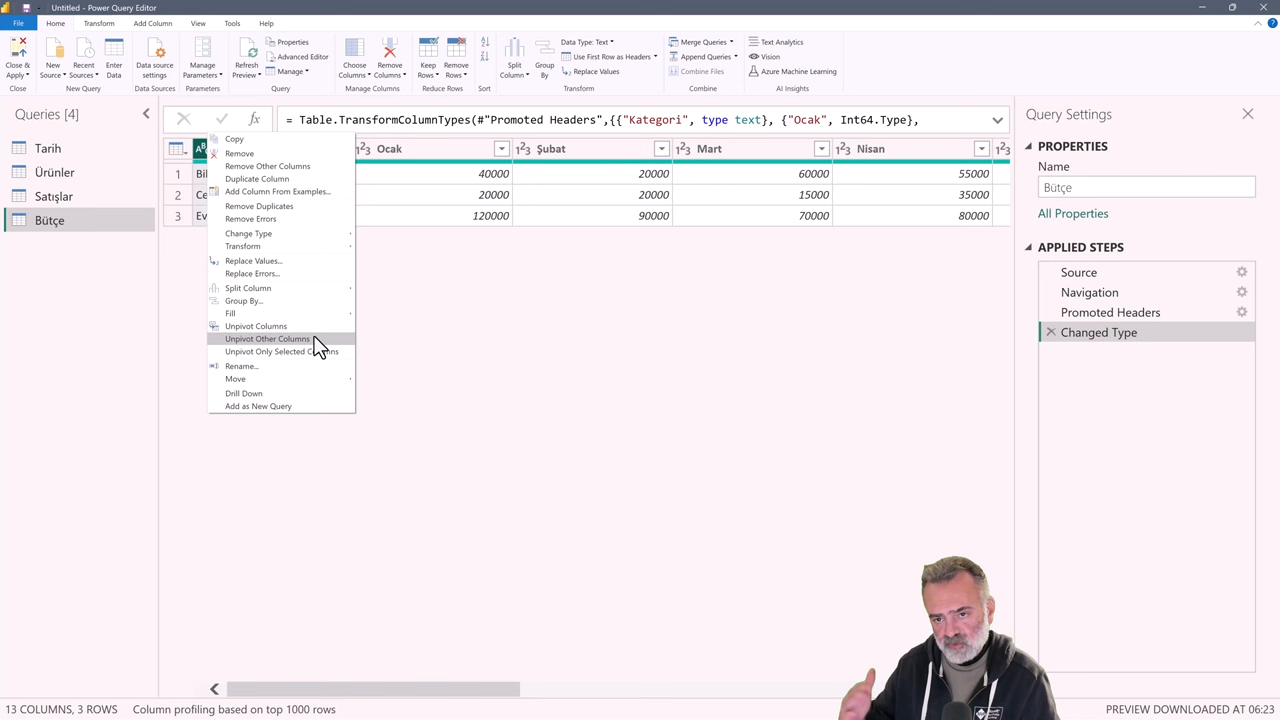 Untitled - Power Query Editor
File Home Transform Add Column View Tools Help
Close & Apply
New Source
Recent Sources
Enter Data
Data source settings
Manage Parameters
Refresh Preview
Properties
Advanced Editor
Manage
Choose Columns
Remove Columns
Keep Rows
Remove Rows
Split Column
Group By
Data Type: Text
Use First Row as Headers
Replace Values
Merge Queries
Append Queries
Combine Files
Text Analytics
Vision
Azure Machine Learning
Close
New Query
Data Sources
Parameters
Query
Manage Columns
Reduce Rows
Sort
Transform
Combine
AI Insights
Queries [4]
Tarih
Ürünler
Satışlar
Bütçe
fx
= Table.TransformColumnTypes(#"Promoted Headers",{{"Kategori", type text}, {"Ocak", Int64.Type},
Ocak 123 Şubat 123 Mart 123 Nisan 123
1 Bil 40000 20000 60000 55000
2 Ce 20000 20000 15000 35000
3 Ev 120000 90000 70000 80000
Copy
Remove
Remove Other Columns
Duplicate Column
Add Column From Examples...
Remove Duplicates
Remove Errors
Change Type
Transform
Replace Values...
Replace Errors...
Split Column
Group By...
Fill
Unpivot Columns
Unpivot Other Columns
Unpivot Only Selected Columns
Rename...
Move
Drill Down
Add as New Query
Query Settings
PROPERTIES
Name
Bütçe
All Properties
APPLIED STEPS
Source
Navigation
Promoted Headers
Changed Type
13 COLUMNS, 3 ROWS
Column profiling based on top 1000 rows
PREVIEW DOWNLOADED AT 06:23